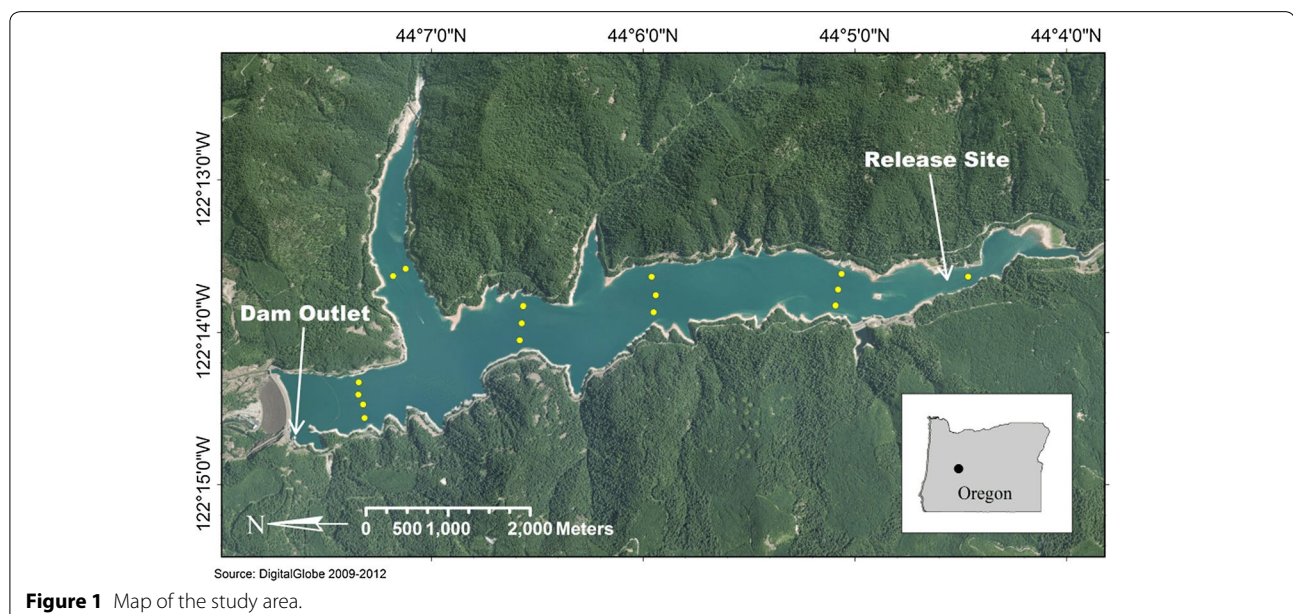 44°7'0"N 44°6'0"N 44°5'0"N 44°4'0"N
122°13'0"W
Release Site
122°14'0"W
Dam Outlet
122°15'0"W
N
0 500 1,000 2,000 Meters
Oregon
Source: DigitalGlobe 2009-2012
Figure 1 Map of the study area.